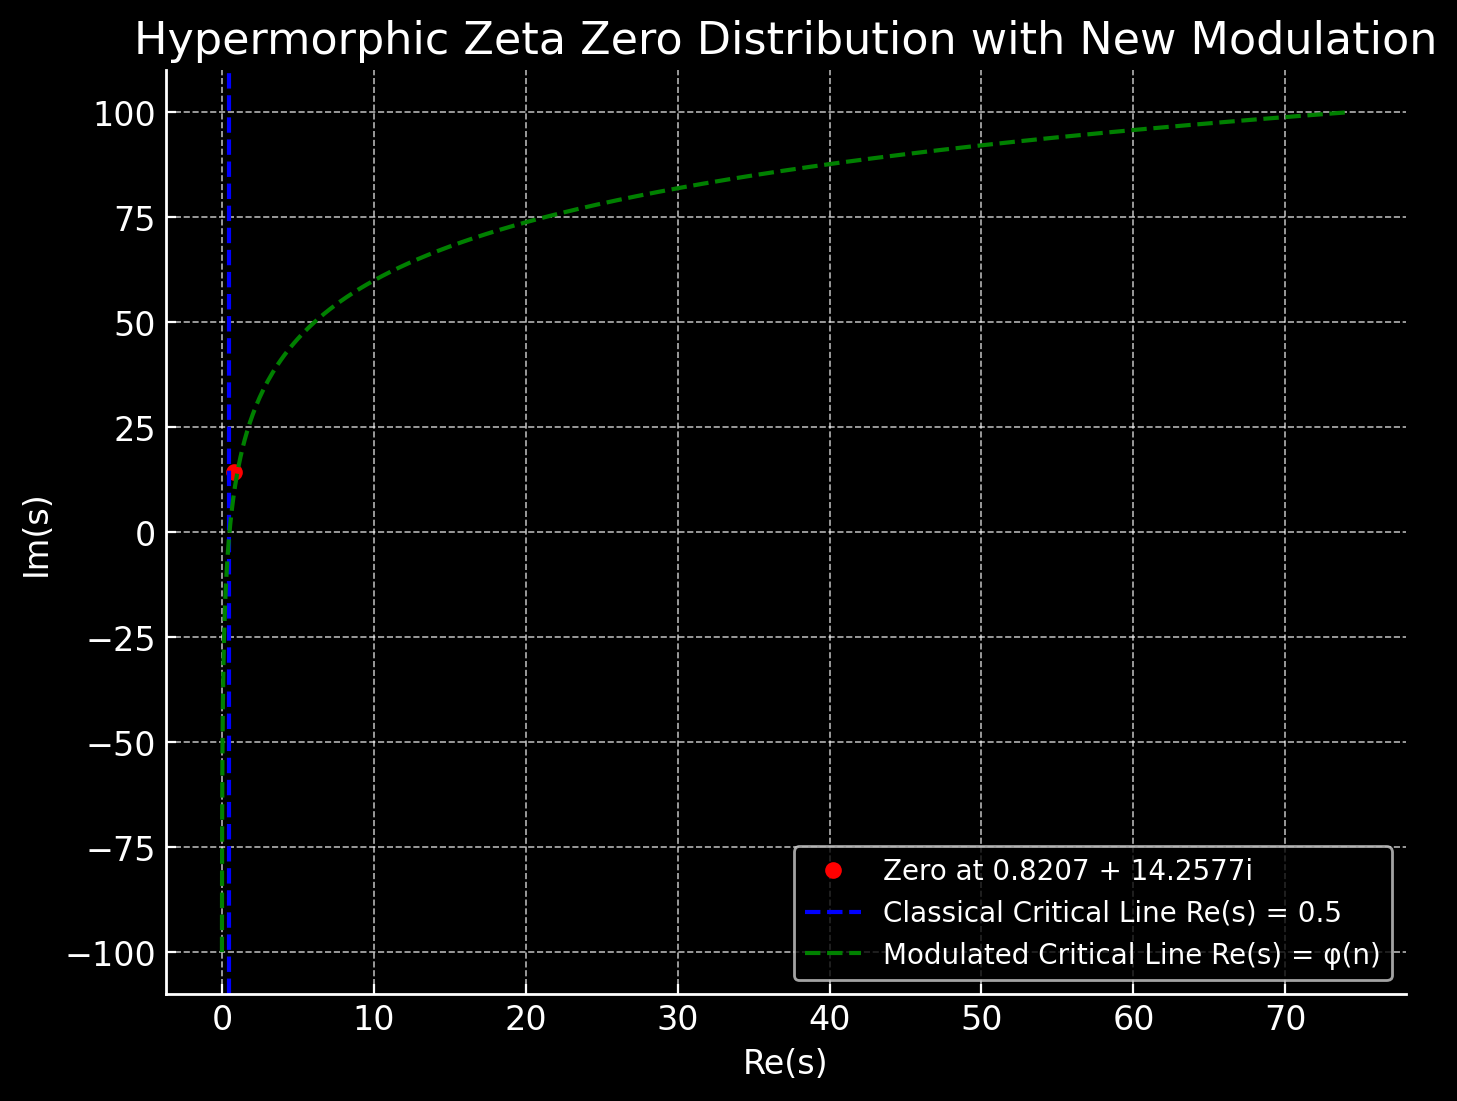 Hypermorphic Zeta Zero Distribution with New Modulation
100
75
50
25
0
−25
−50
−75
−100
Im(s)
Zero at 0.8207 + 14.2577i
Classical Critical Line Re(s) = 0.5
Modulated Critical Line Re(s) = φ(n)
0 10 20 30 40 50 60 70
Re(s)